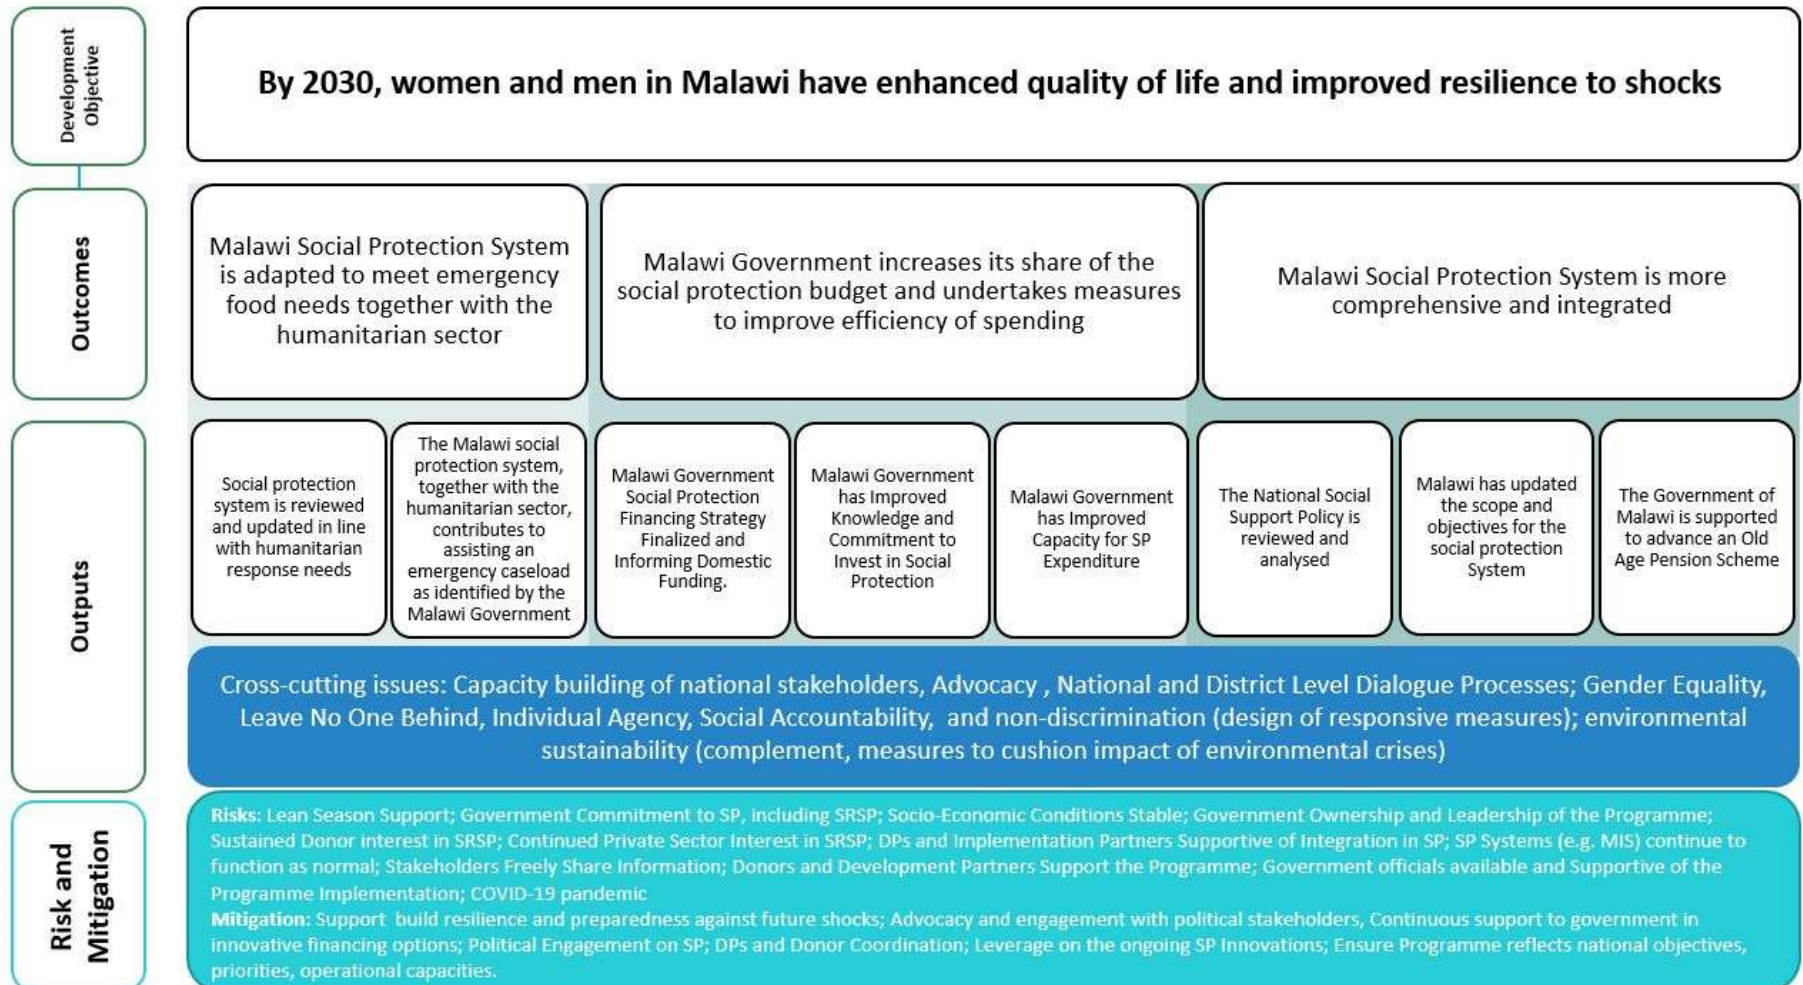 Development
Objective
By 2030, women and men in Malawi have enhanced quality of life and improved resilience to shocks
Outcomes
Malawi Social Protection System
is adapted to meet emergency
food needs together with the
humanitarian sector
Malawi Government increases its share of the
social protection budget and undertakes measures
to improve efficiency of spending
Malawi Social Protection System is more
comprehensive and integrated
Outputs
Social protection
system is reviewed
and updated in line
with humanitarian
response needs
The Malawi social
protection system,
together with the
humanitarian sector,
contributes to
assisting an
emergency caseload
as identified by the
Malawi Government
Malawi Government
Social Protection
Financing Strategy
Finalized and
Informing Domestic
Funding.
Malawi Government
has Improved
Knowledge and
Commitment to
Invest in Social
Protection
Malawi Government
has Improved
Capacity for SP
Expenditure
The National Social
Support Policy is
reviewed and
analysed
Malawi has updated
the scope and
objectives for the
social protection
System
The Government of
Malawi is supported
to advance an Old
Age Pension Scheme
Cross-cutting issues: Capacity building of national stakeholders, Advocacy , National and District Level Dialogue Processes; Gender Equality,
Leave No One Behind, Individual Agency, Social Accountability, and non-discrimination (design of responsive measures); environmental
sustainability (complement, measures to cushion impact of environmental crises)
Risk and
Mitigation
Risks: Lean Season Support; Government Commitment to SP, including SRSP; Socio-Economic Conditions Stable; Government Ownership and Leadership of the Programme;
Sustained Donor interest in SRSP; Continued Private Sector Interest in SRSP; DPs and Implementation Partners Supportive of Integration in SP; SP Systems (e.g. MIS) continue to
function as normal; Stakeholders Freely Share Information; Donors and Development Partners Support the Programme; Government officials available and Supportive of the
Programme Implementation; COVID-19 pandemic
Mitigation: Support build resilience and preparedness against future shocks; Advocacy and engagement with political stakeholders, Continuous support to government in
innovative financing options; Political Engagement on SP; DPs and Donor Coordination; Leverage on the ongoing SP Innovations; Ensure Programme reflects national objectives,
priorities, operational capacities.